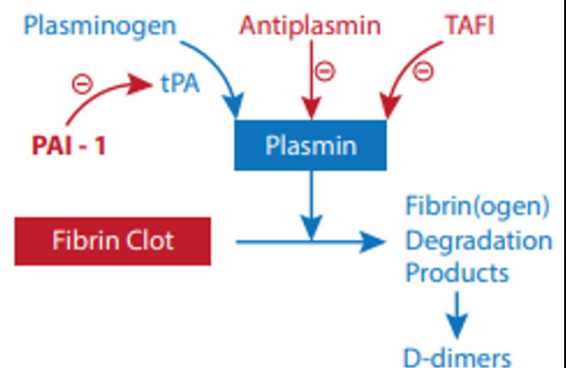 Plasminogen
Antiplasmin
TAFI
⊖
⊖
⊖
tPA
PAI - 1
Plasmin
Fibrin Clot
Fibrin(ogen)
Degradation
Products
D-dimers